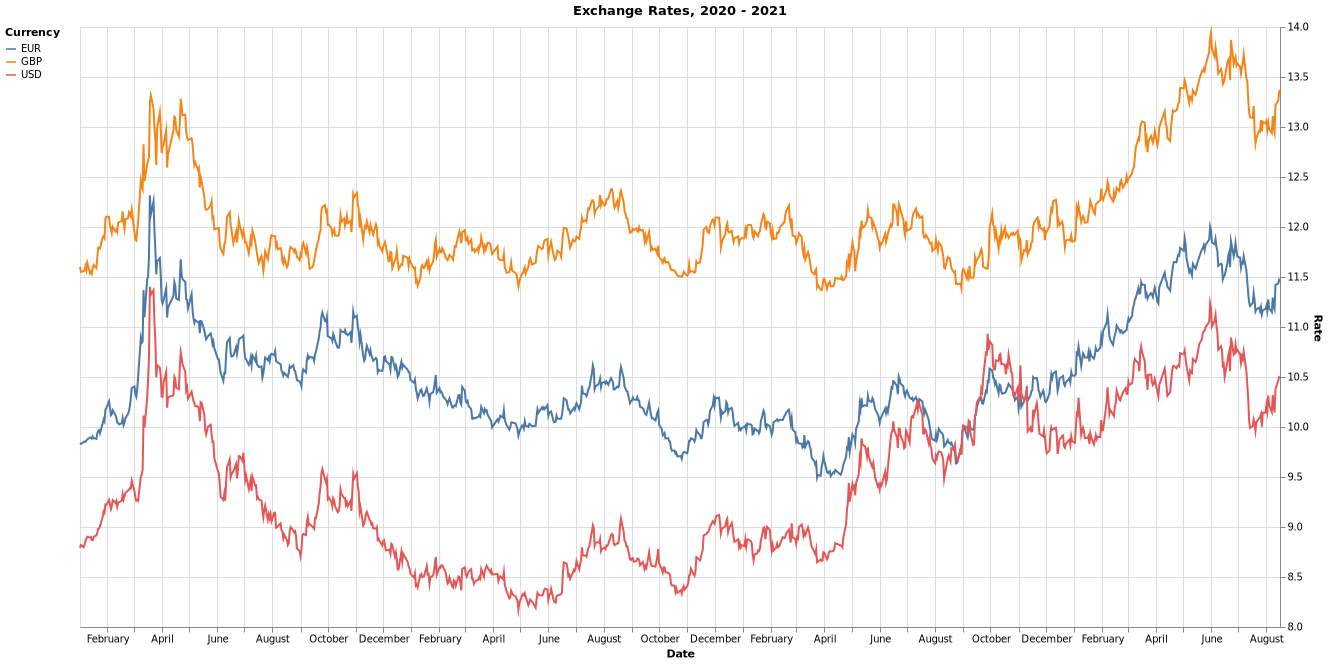 Exchange Rates, 2020 - 2021
Currency
EUR
GBP
USD
14.0
13.5
13.0
12.5
12.0
11.5
11.0
10.5
10.0
9.5
9.0
8.5
8.0
Rate
February April June August October December February April June August October December February April June August October December February April June August
Date